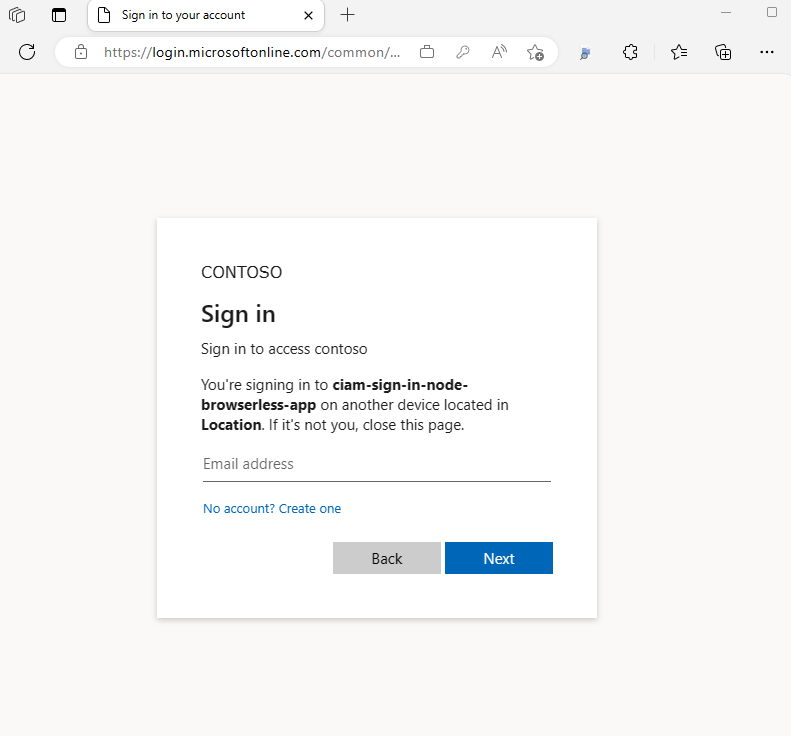 Sign in to your account
https://login.microsoftonline.com/common/...
CONTOSO
Sign in
Sign in to access contoso
You're signing in to ciam-sign-in-node-
browserless-app on another device located in
Location. If it's not you, close this page.
Email address
No account? Create one
Back
Next